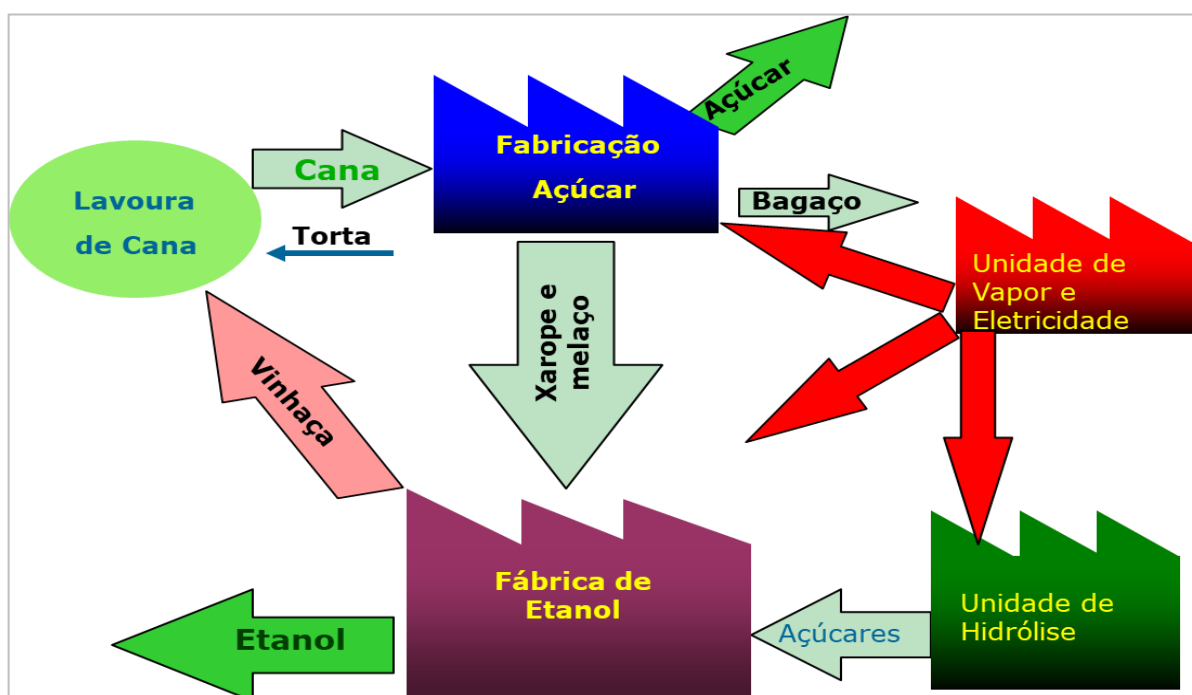 Açúcar
Fabricação
Açúcar
Cana
Lavoura
de Cana
Torta
Bagaço
Unidade de
Vapor e
Eletricidade
Xarope e
melaço
Vinhaça
Fábrica de
Etanol
Etanol
Açúcares
Unidade de
Hidrólise